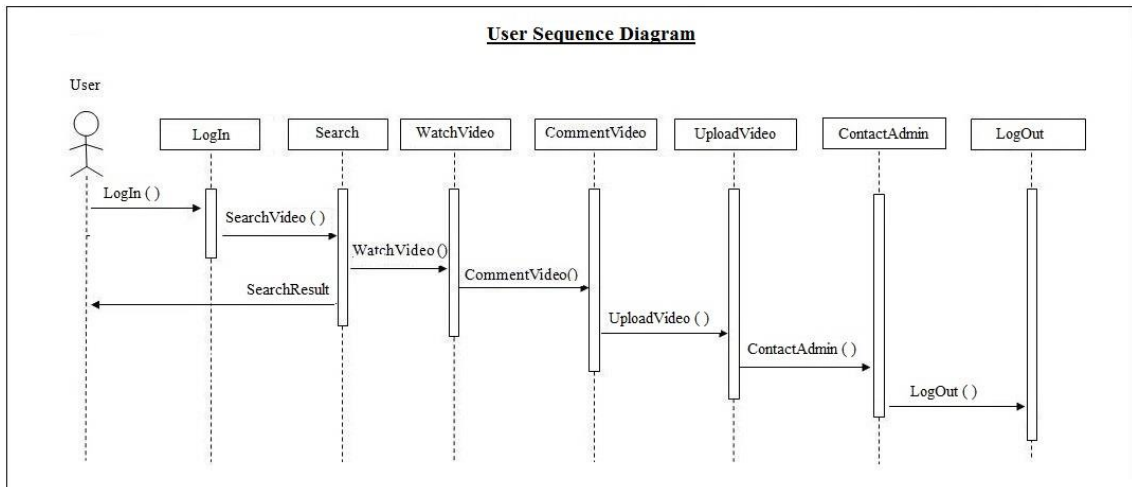 User Sequence Diagram
User
LogIn
Search
WatchVideo
CommentVideo
UploadVideo
ContactAdmin
LogOut
LogIn ( )
SearchVideo ( )
WatchVideo ()
CommentVideo()
SearchResult
UploadVideo ( )
ContactAdmin ( )
LogOut ( )